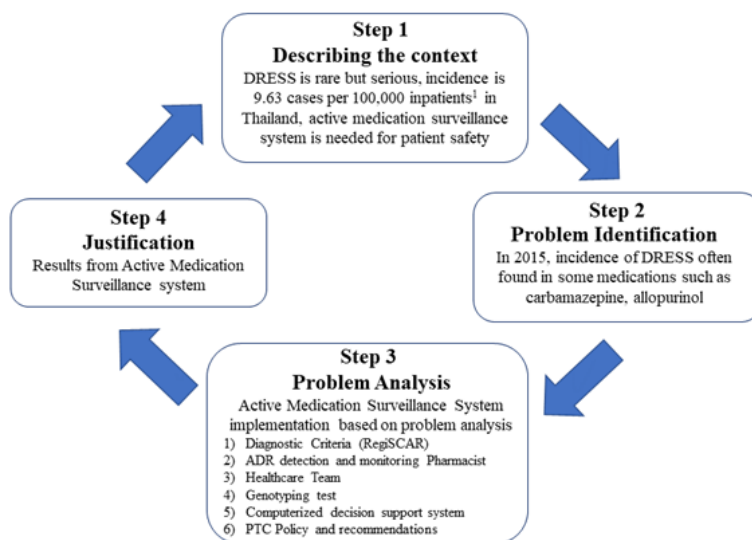 Step 1
Describing the context
DRESS is rare but serious, incidence is
9.63 cases per 100,000 inpatients¹ in
Thailand, active medication surveillance
system is needed for patient safety
Step 2
Problem Identification
In 2015, incidence of DRESS often
found in some medications such as
carbamazepine, allopurinol
Step 3
Problem Analysis
Active Medication Surveillance System
implementation based on problem analysis
1) Diagnostic Criteria (RegiSCAR)
2) ADR detection and monitoring Pharmacist
3) Healthcare Team
4) Genotyping test
5) Computerized decision support system
6) PTC Policy and recommendations
Step 4
Justification
Results from Active Medication
Surveillance system